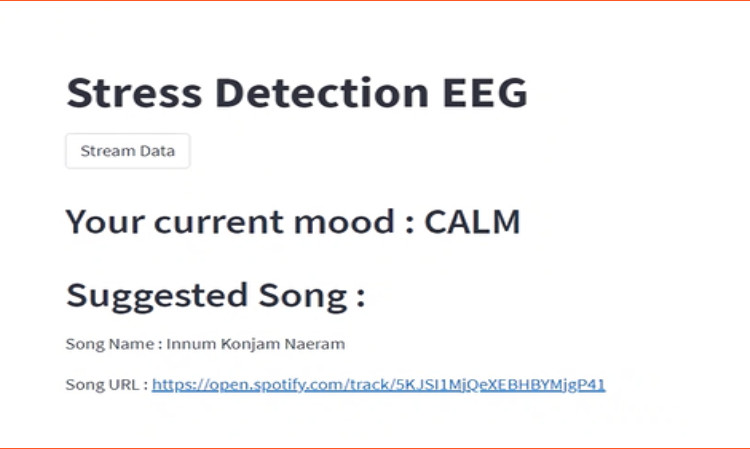 Stress Detection EEG
Stream Data
Your current mood : CALM
Suggested Song :
Song Name : Innum Konjam Naeram
Song URL : https://open.spotify.com/track/5KJSI1MjQeXEBHBYMjgP41